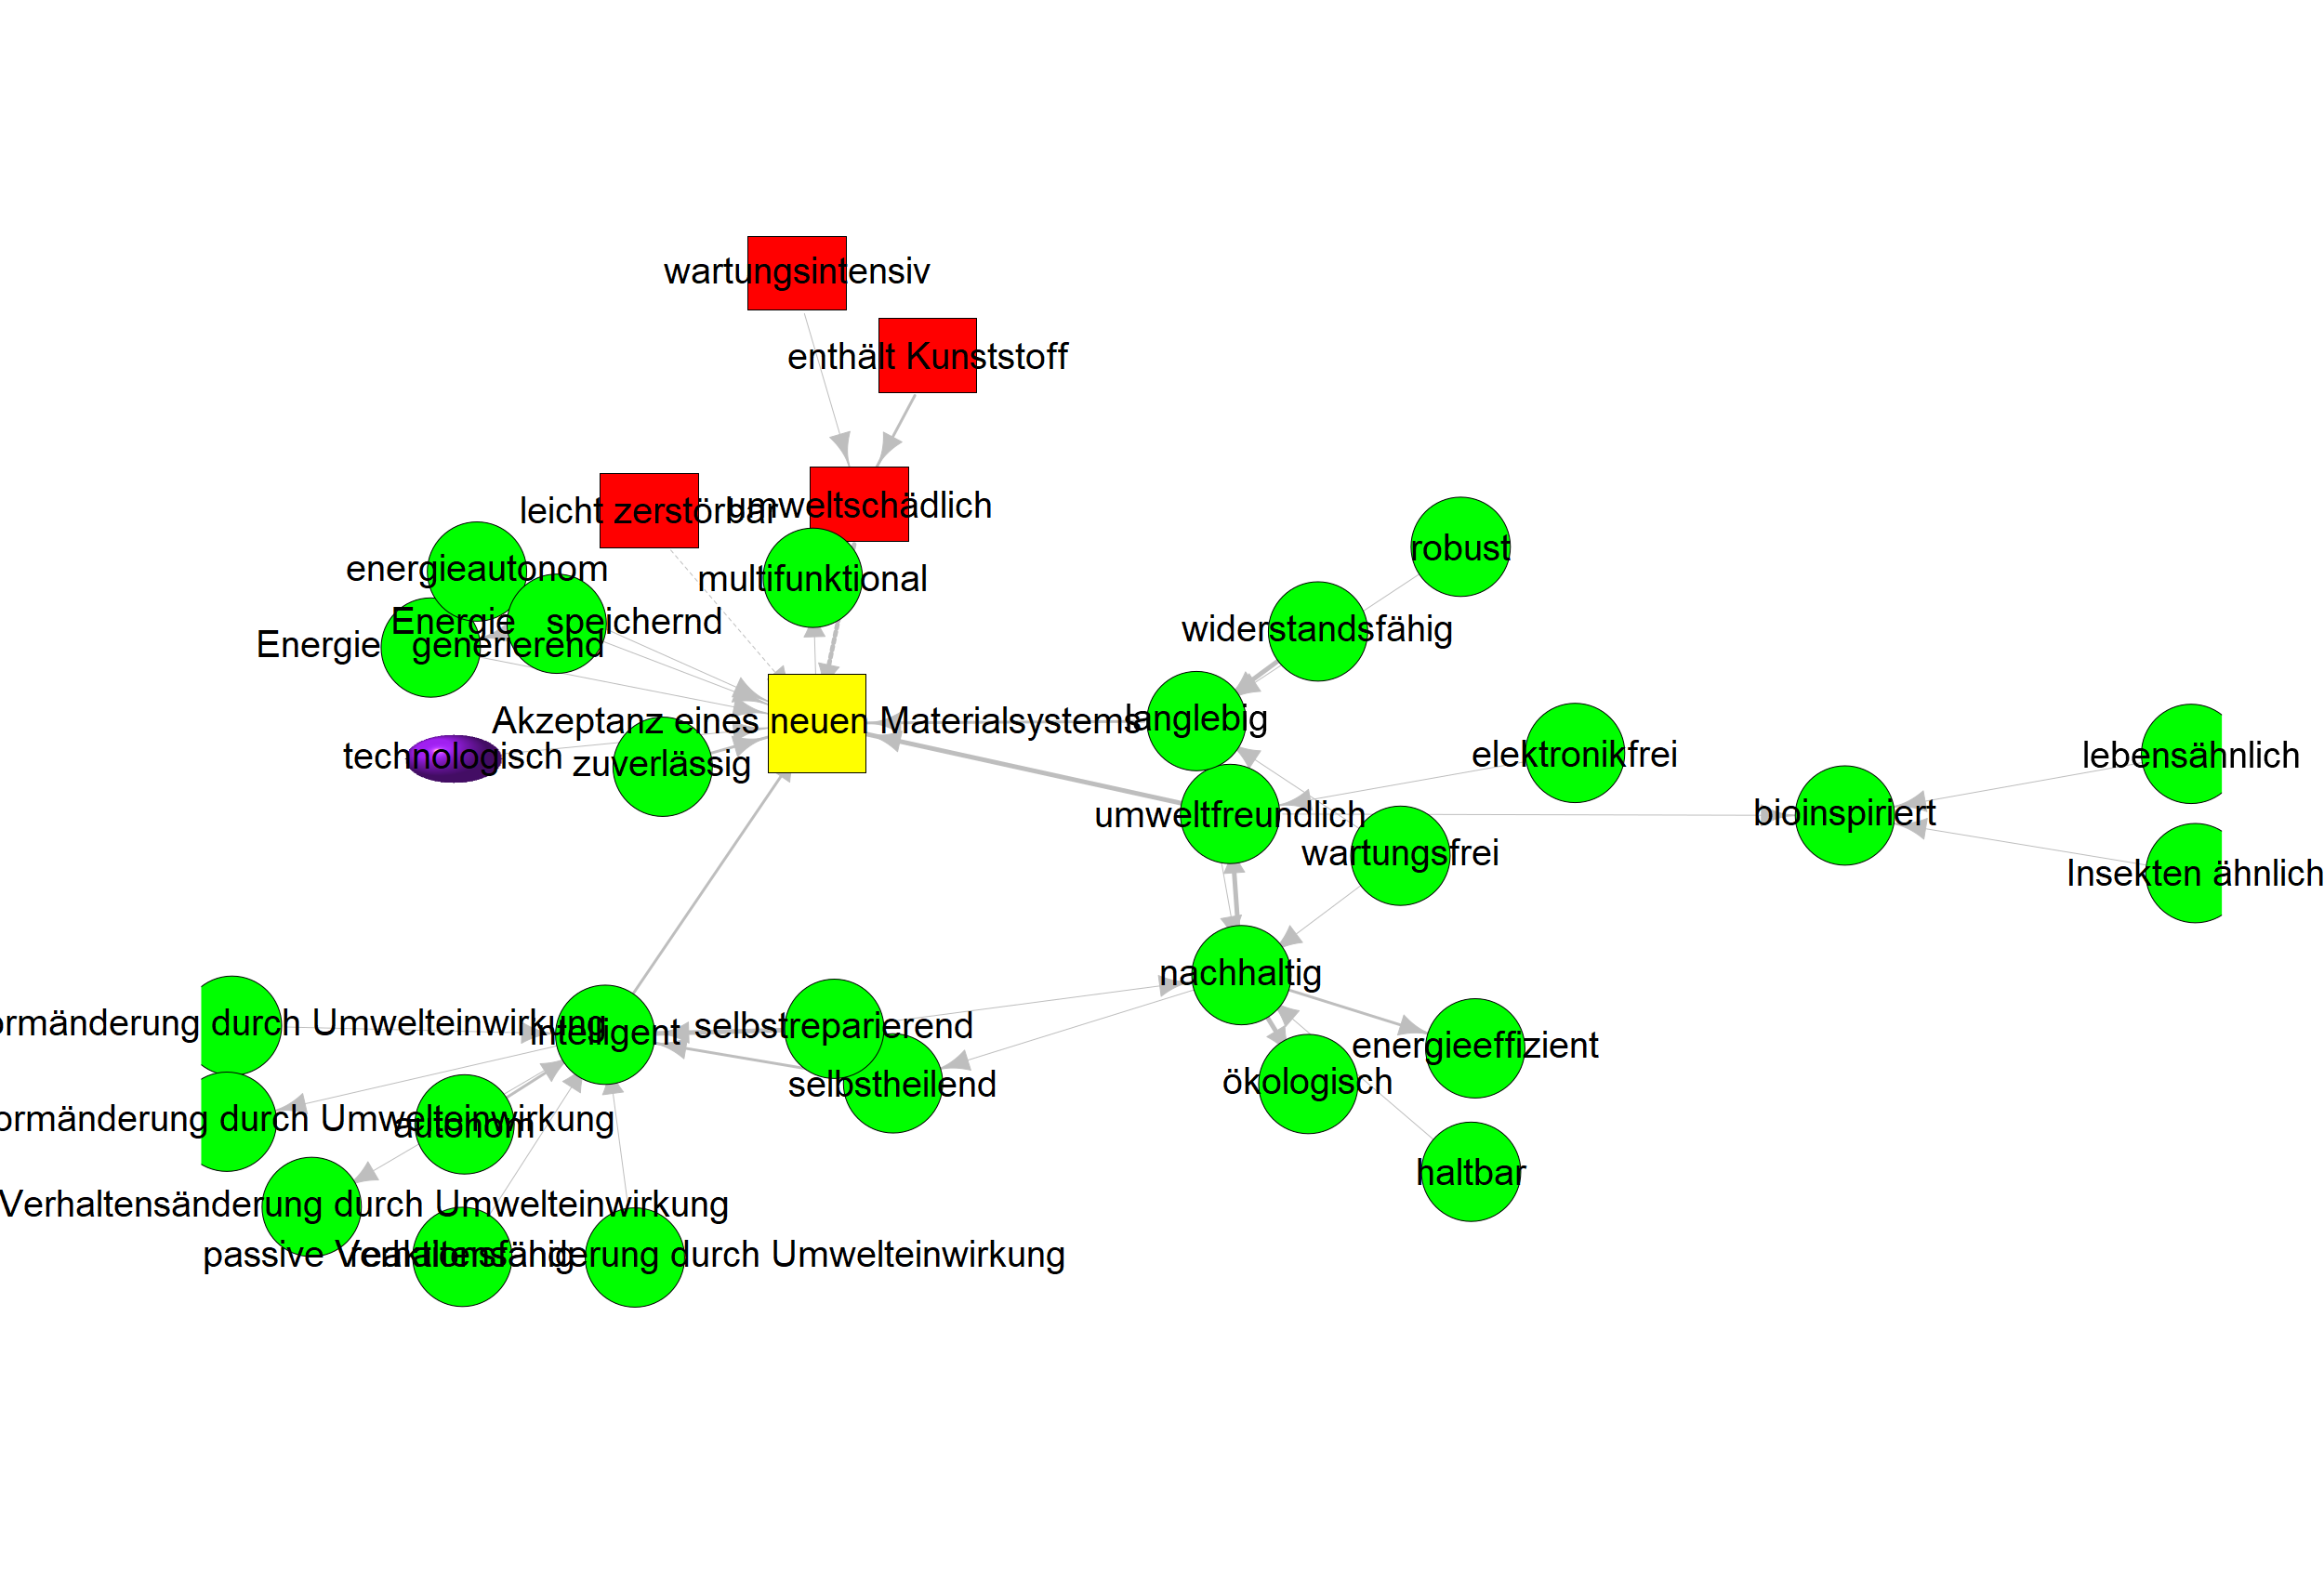 wartungsintensiv
enthält Kunststoff
leicht zerstörbar
umweltschädlich
robust
energieautonom
multifunktional
Energie speichernd
widerstandsfähig
Energie generierend
Akzeptanz eines neuen Materialsystems
langlebig
technologisch
zuverlässig
elektronikfrei
lebensähnlich
umweltfreundlich
bioinspiriert
wartungsfrei
Insekten ähnlich
nachhaltig
ormänderung durch Umwelteinwirkung
intelligent
selbstreparierend
energieeffizient
selbstheilend
ökologisch
ormänderung durch Umwelteinwirkung
autonom
haltbar
Verhaltensänderung durch Umwelteinwirkung
passive Verhaltensänderung durch Umwelteinwirkung
reaktionsfähig